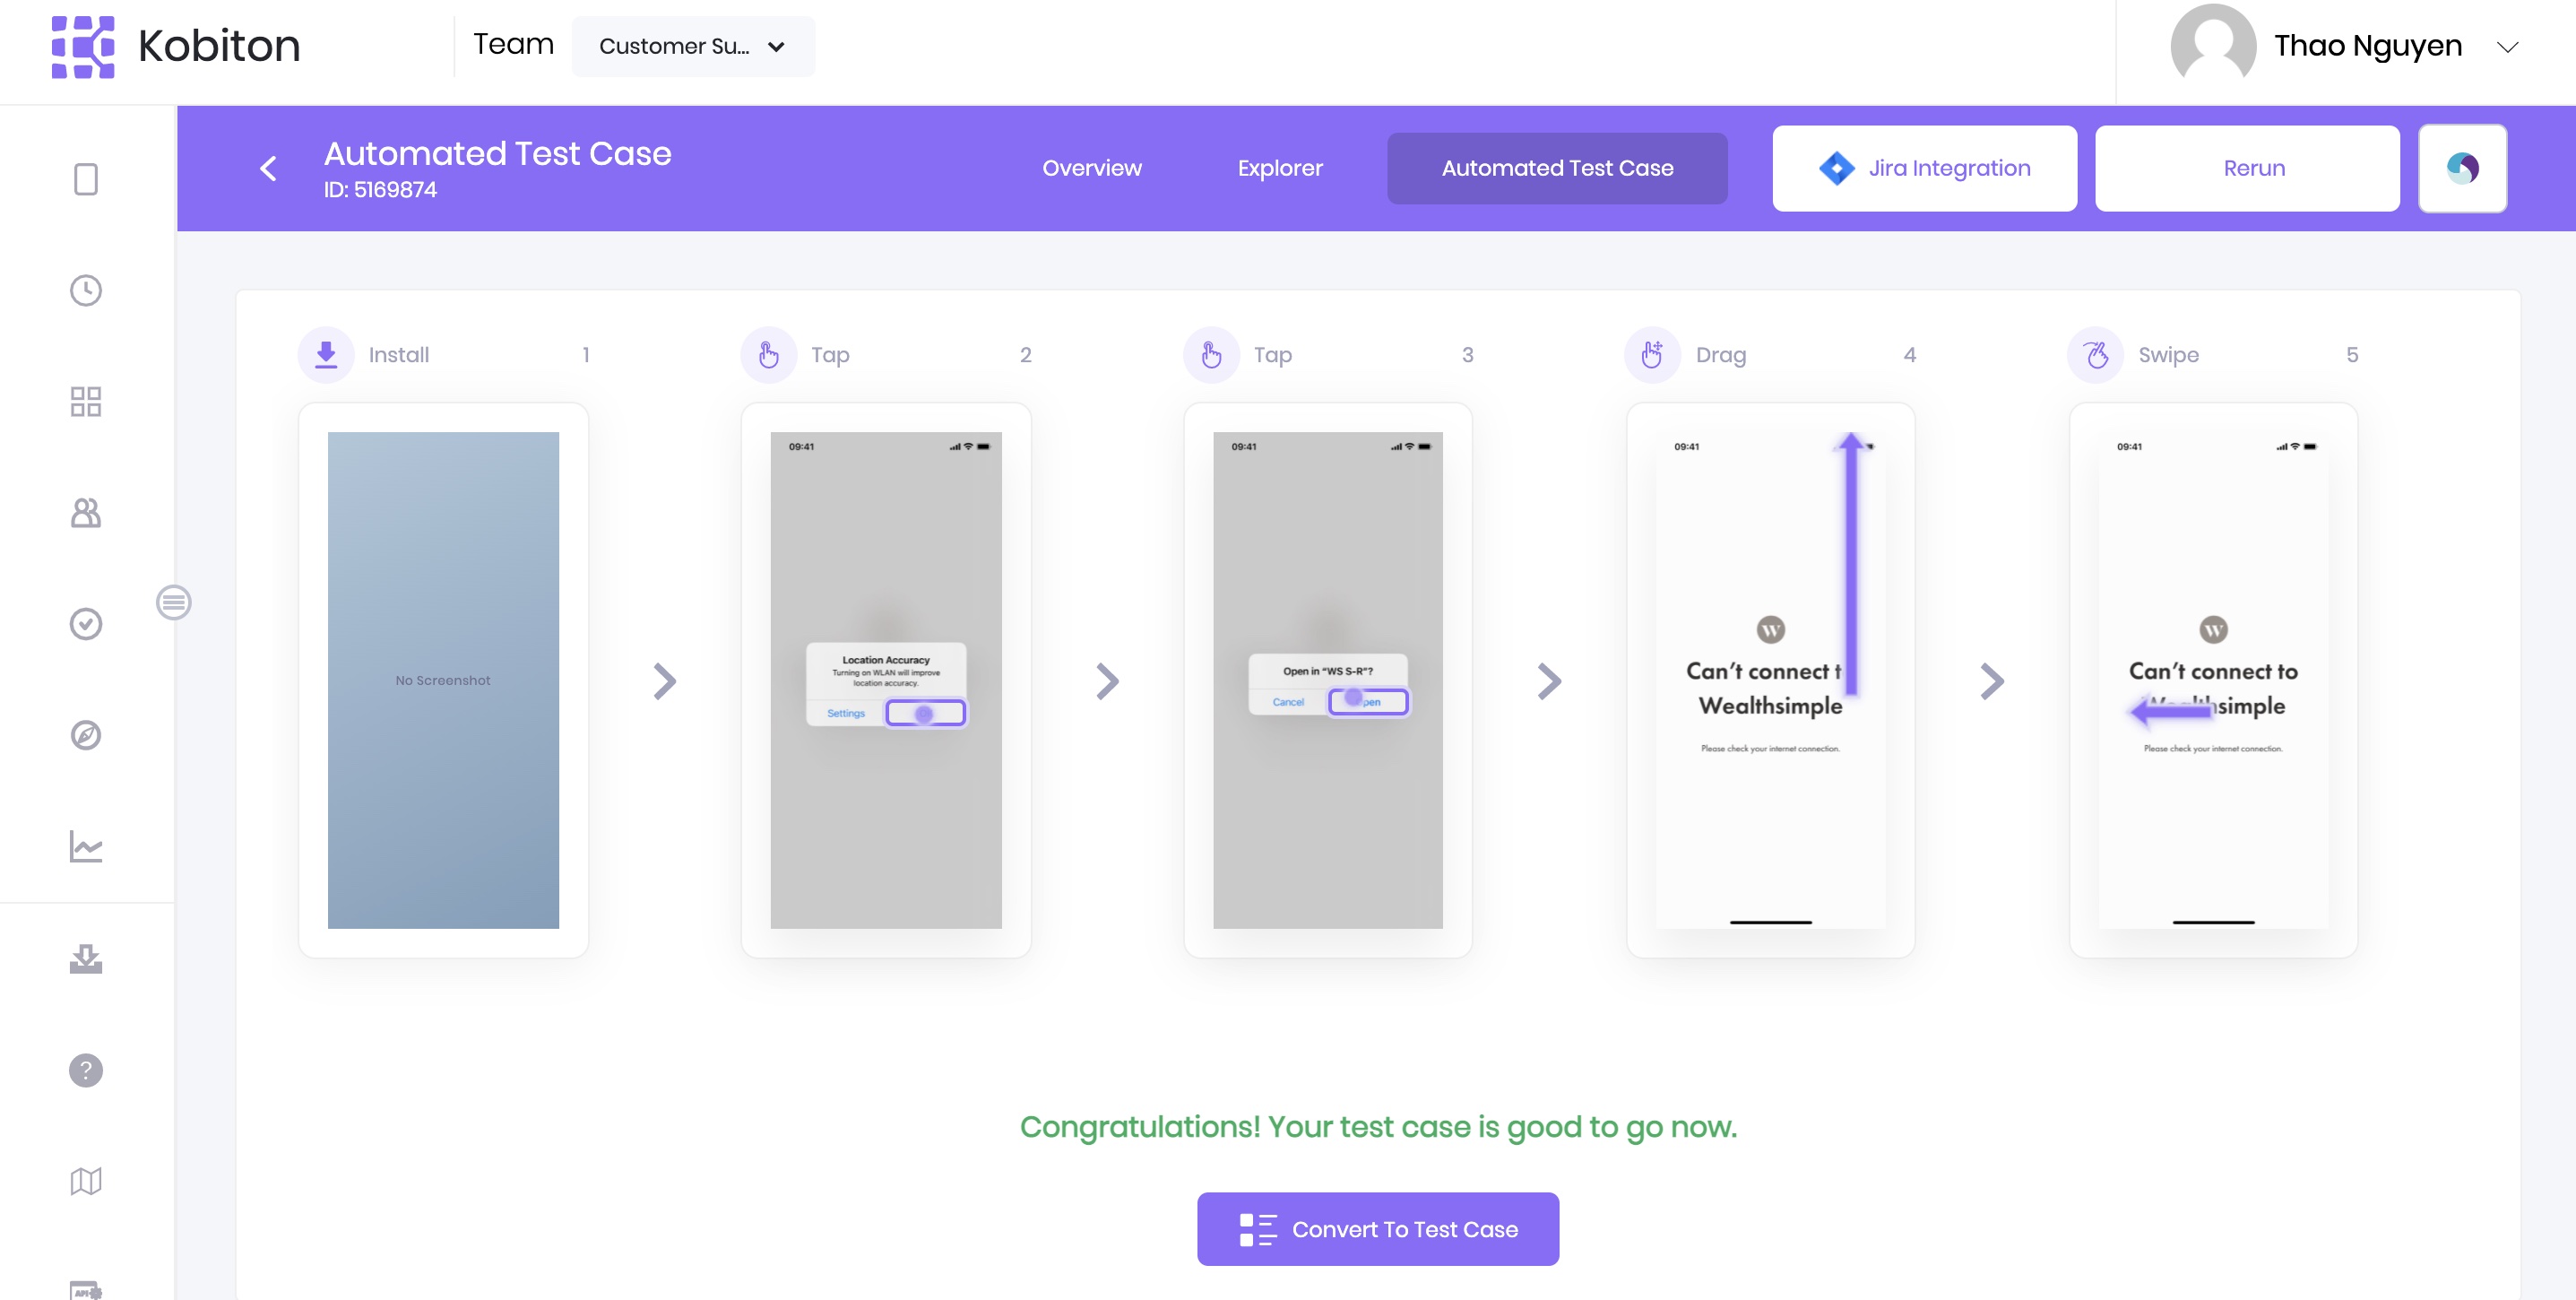 Kobiton
Team
Customer Su...
Thao Nguyen
Automated Test Case
ID: 5169874
Overview
Explorer
Automated Test Case
Jira Integration
Rerun
Install 1
Tap 2
Tap 3
Drag 4
Swipe 5
No Screenshot
09:41
Location Accuracy
Turning on WLAN will improve
location accuracy.
Settings
09:41
Open in “WS S-R”?
Cancel
pen
09:41
W
Can’t connect t
Wealthsimple
Please check your internet connection.
09:41
W
Can’t connect to
simple
Please check your internet connection.
?
Congratulations! Your test case is good to go now.
Convert To Test Case
API